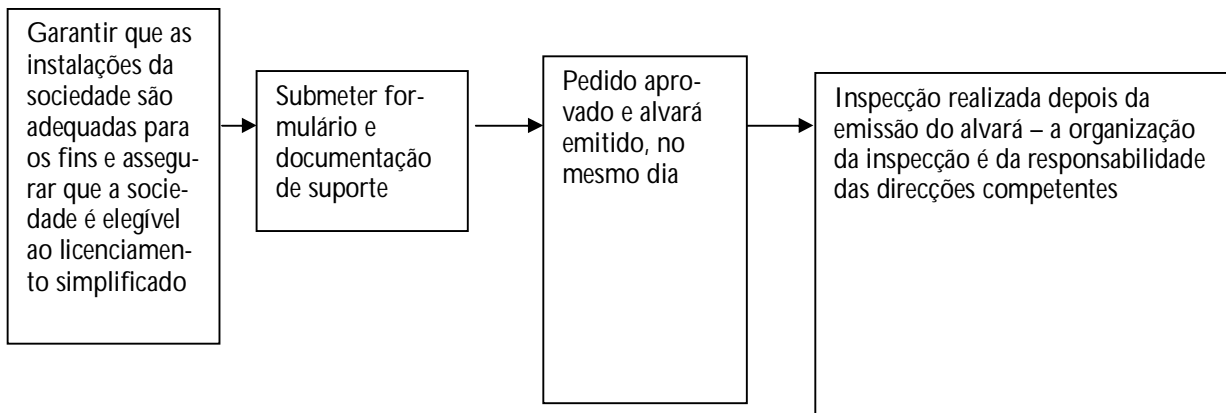 Garantir que as
instalações da
sociedade são
adequadas para
os fins e assegu-
rar que a socie-
dade é elegível
ao licenciamen-
to simplificado
Submeter for-
mulário e
documentação
de suporte
Pedido apro-
vado e alvará
emitido, no
mesmo dia
Inspecção realizada depois da
emissão do alvará – a organização
da inspecção é da responsabilidade
das direcções competentes